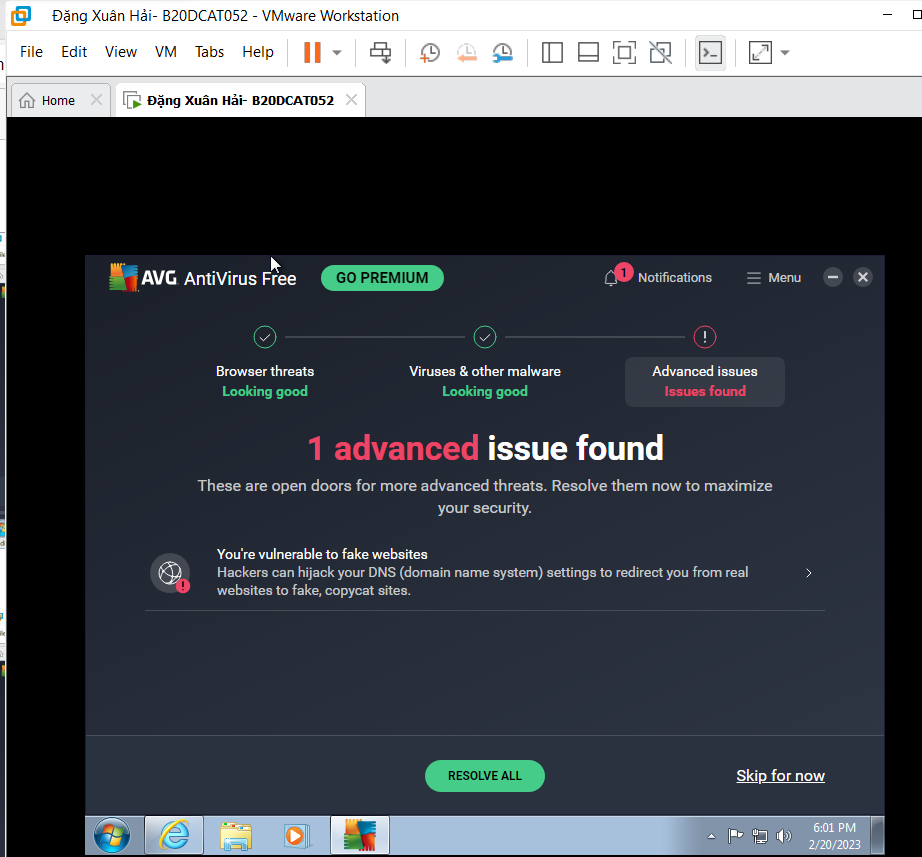 Đặng Xuân Hải- B20DCAT052 - VMware Workstation
File Edit View VM Tabs Help
Home
Đặng Xuân Hải- B20DCAT052
AVG AntiVirus Free
GO PREMIUM
1
Notifications
Menu
Browser threats
Looking good
Viruses & other malware
Looking good
!
Advanced issues
Issues found
1 advanced issue found
These are open doors for more advanced threats. Resolve them now to maximize
your security.
You're vulnerable to fake websites
Hackers can hijack your DNS (domain name system) settings to redirect you from real
websites to fake, copycat sites.
RESOLVE ALL
Skip for now
6:01 PM
2/20/2023